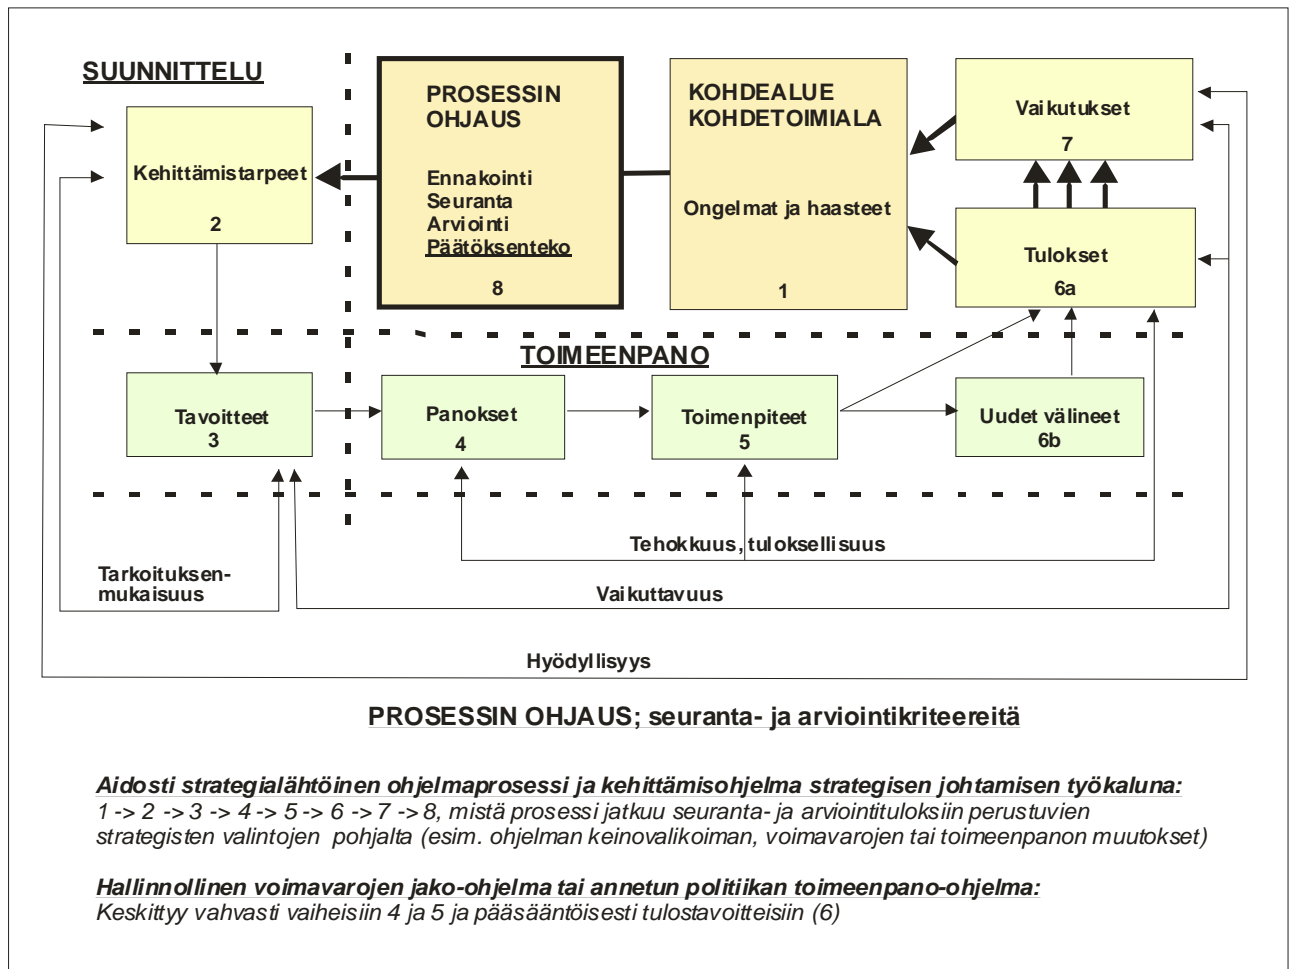 SUUNNITTELU
Kehittämistarpeet
2
PROSESSIN
OHJAUS
Ennakointi
Seuranta
Arviointi
Päätöksenteko
8
KOHDEALUE
KOHDETOIMIALA
Ongelmat ja haasteet
1
Vaikutukset
7
Tulokset
6a
TOIMEENPANO
Tavoitteet
3
Panokset
4
Toimenpiteet
5
Uudet välineet
6b
Tehokkuus, tuloksellisuus
Tarkoituksen-
mukaisuus
Vaikuttavuus
Hyödyllisyys
PROSESSIN OHJAUS; seuranta- ja arviointikriteereitä
Aidosti strategialähtöinen ohjelmaprosessi ja kehittämisohjelma strategisen johtamisen työkaluna:
1 -> 2 -> 3 -> 4 -> 5 -> 6 -> 7 -> 8, mistä prosessi jatkuu seuranta- ja arviointituloksiin perustuvien
strategisten valintojen pohjalta (esim. ohjelman keinovalikoiman, voimavarojen tai toimeenpanon muutokset)
Hallinnollinen voimavarojen jako-ohjelma tai annetun politiikan toimeenpano-ohjelma:
Keskittyy vahvasti vaiheisiin 4 ja 5 ja pääsääntöisesti tulostavoitteisiin (6)